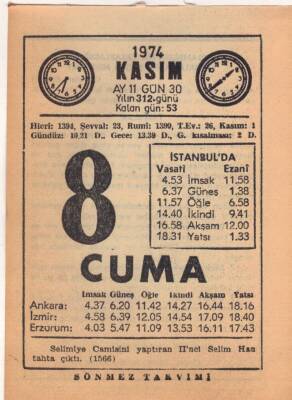 1974
KASIM
AY 11 GÜN 30
Yılın 312. günü
Kalan gün: 53
Hicri: 1394, Şevval: 23, Rumi: 1390, T.Ev.: 26, Kasım: 1
Gündüz: 10,21 D., Gece: 13.39 D., G. kısalması: 2 D.
8
İSTANBUL'DA
Vasati Ezanî
4.53 İmsak 11.58
6.37 Güneş 1.38
11.57 Öğle 6.58
14.40 İkindi 9,41
16.58 Akşam 12.00
18.31 Yatsı 1.33
CUMA
İmsak Güneş Öğle İkindi Akşam Yatsı
Ankara: 4.37 6.20 11.42 14.27 16.44 18.16
İzmir: 4.58 6.39 12.05 14.54 17.09 18.40
Erzurum: 4.03 5.47 11.09 13.53 16.11 17.43
Selimiye Camisini yaptıran II'nci Selim Han
tahta çıktı. (1566)
SÖNMEZ TAKVİMİ